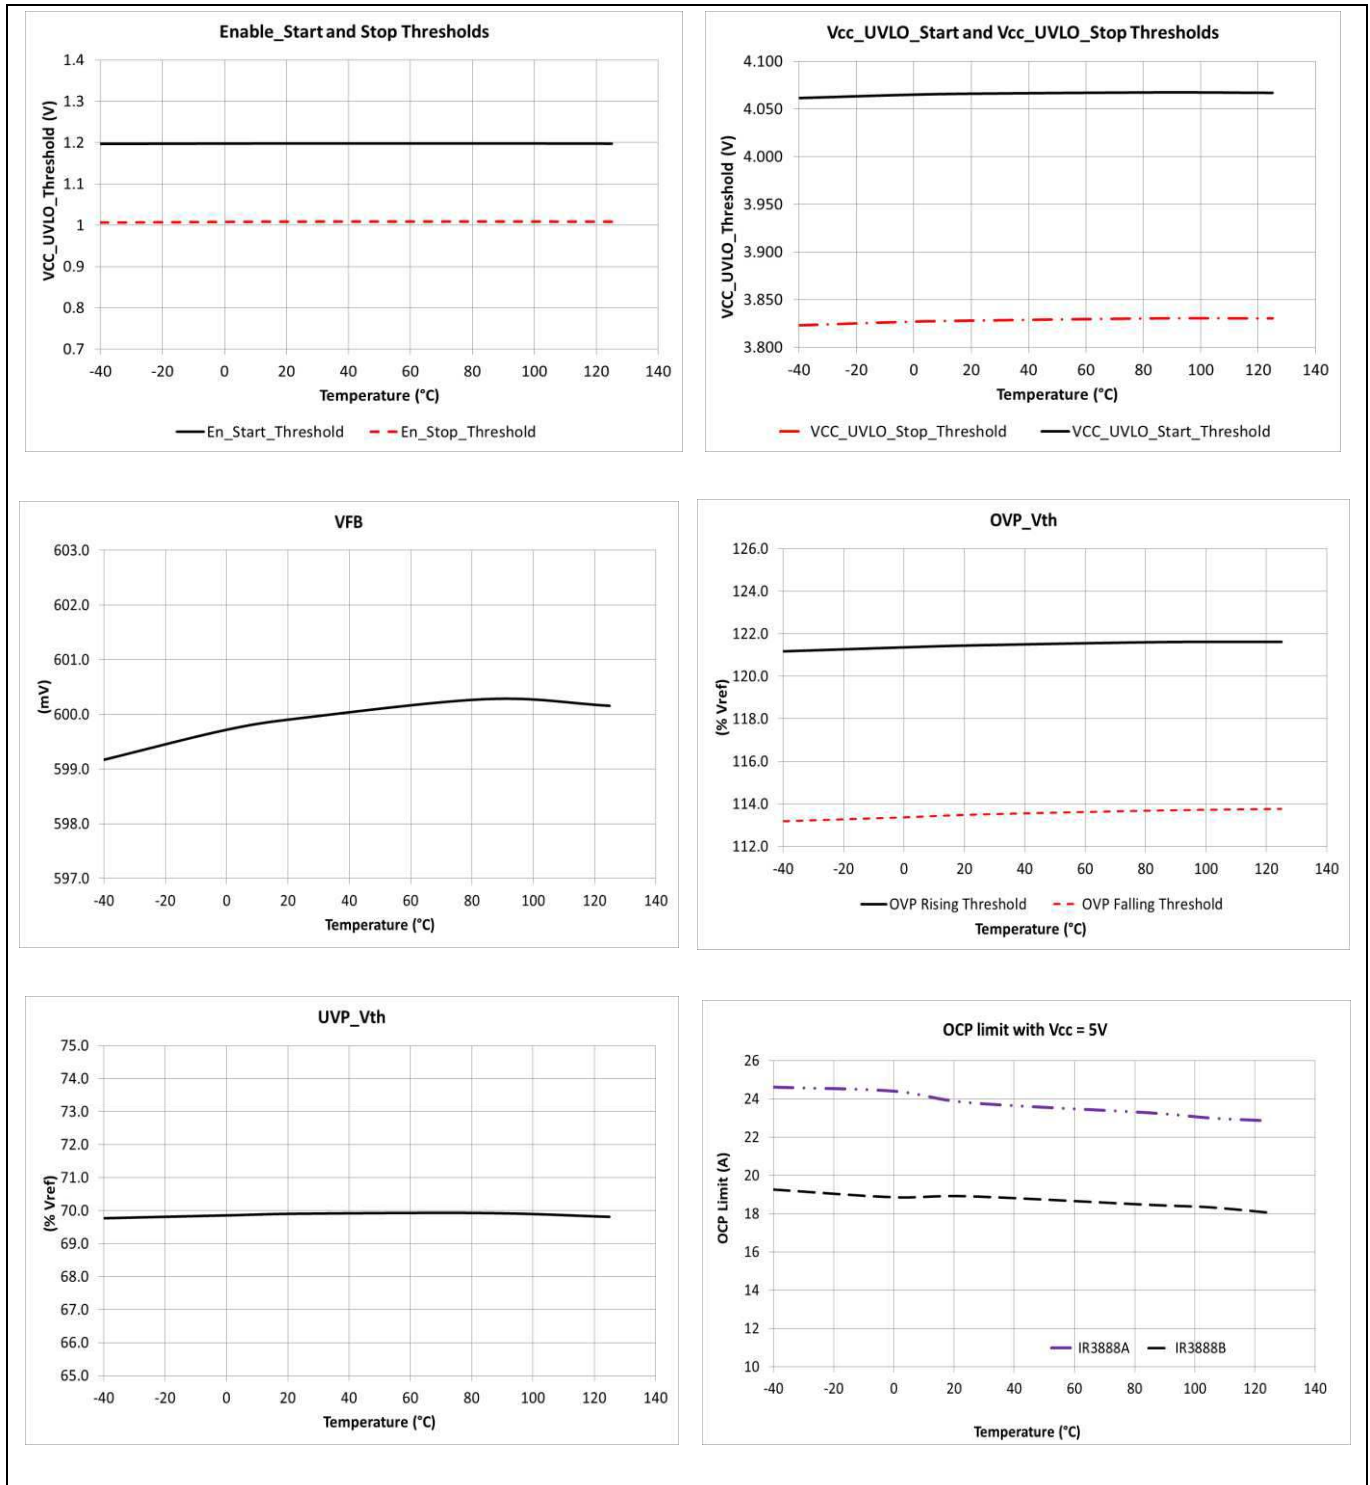 Enable_Start and Stop Thresholds
VCC_UVLO_Threshold (V)
1.4
1.3
1.2
1.1
1
0.9
0.8
0.7
-40 -20 0 20 40 60 80 100 120 140
Temperature (°C)
En_Start_Threshold En_Stop_Threshold
Vcc_UVLO_Start and Vcc_UVLO_Stop Thresholds
VCC_UVLO_Threshold (V)
4.100
4.050
4.000
3.950
3.900
3.850
3.800
-40 -20 0 20 40 60 80 100 120 140
Temperature (°C)
VCC_UVLO_Stop_Threshold VCC_UVLO_Start_Threshold
VFB
(mV)
603.0
602.0
601.0
600.0
599.0
598.0
597.0
-40 -20 0 20 40 60 80 100 120 140
Temperature (°C)
OVP_Vth
(% Vref)
126.0
124.0
122.0
120.0
118.0
116.0
114.0
112.0
-40 -20 0 20 40 60 80 100 120 140
OVP Rising Threshold OVP Falling Threshold
Temperature (°C)
UVP_Vth
(% Vref)
75.0
74.0
73.0
72.0
71.0
70.0
69.0
68.0
67.0
66.0
65.0
-40 -20 0 20 40 60 80 100 120 140
Temperature (°C)
OCP limit with Vcc = 5V
OCP Limit (A)
26
24
22
20
18
16
14
12
10
IR3888A IR3888B
-40 -20 0 20 40 60 80 100 120 140
Temperature (°C)